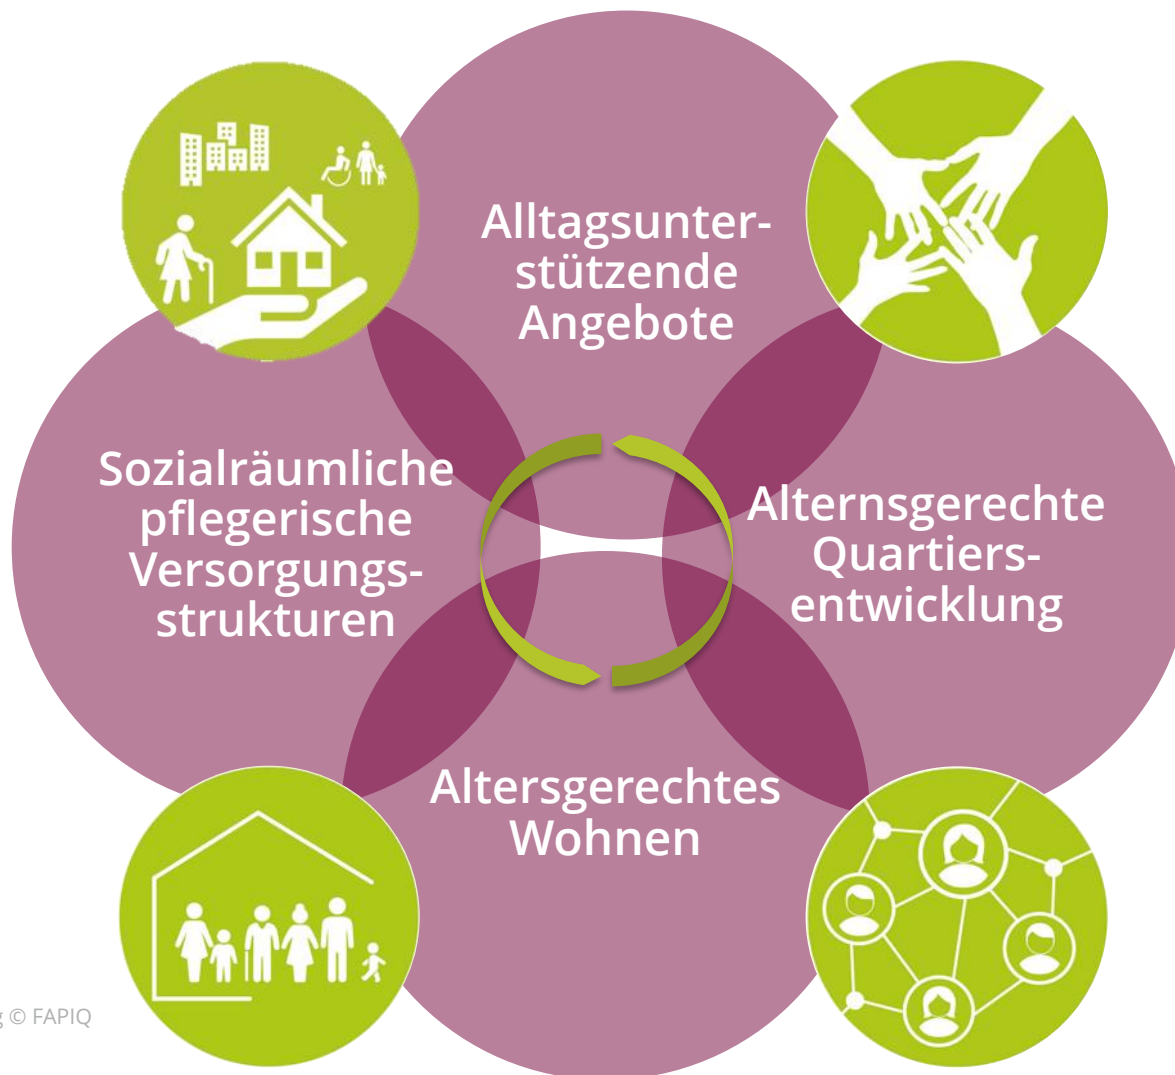 Alltagsunter-
stützende
Angebote
Sozialräumliche
pflegerische
Versorgungs-
strukturen
Alternsgerechte
Quartiers-
entwicklung
Altersgerechtes
Wohnen
© FAPIQ